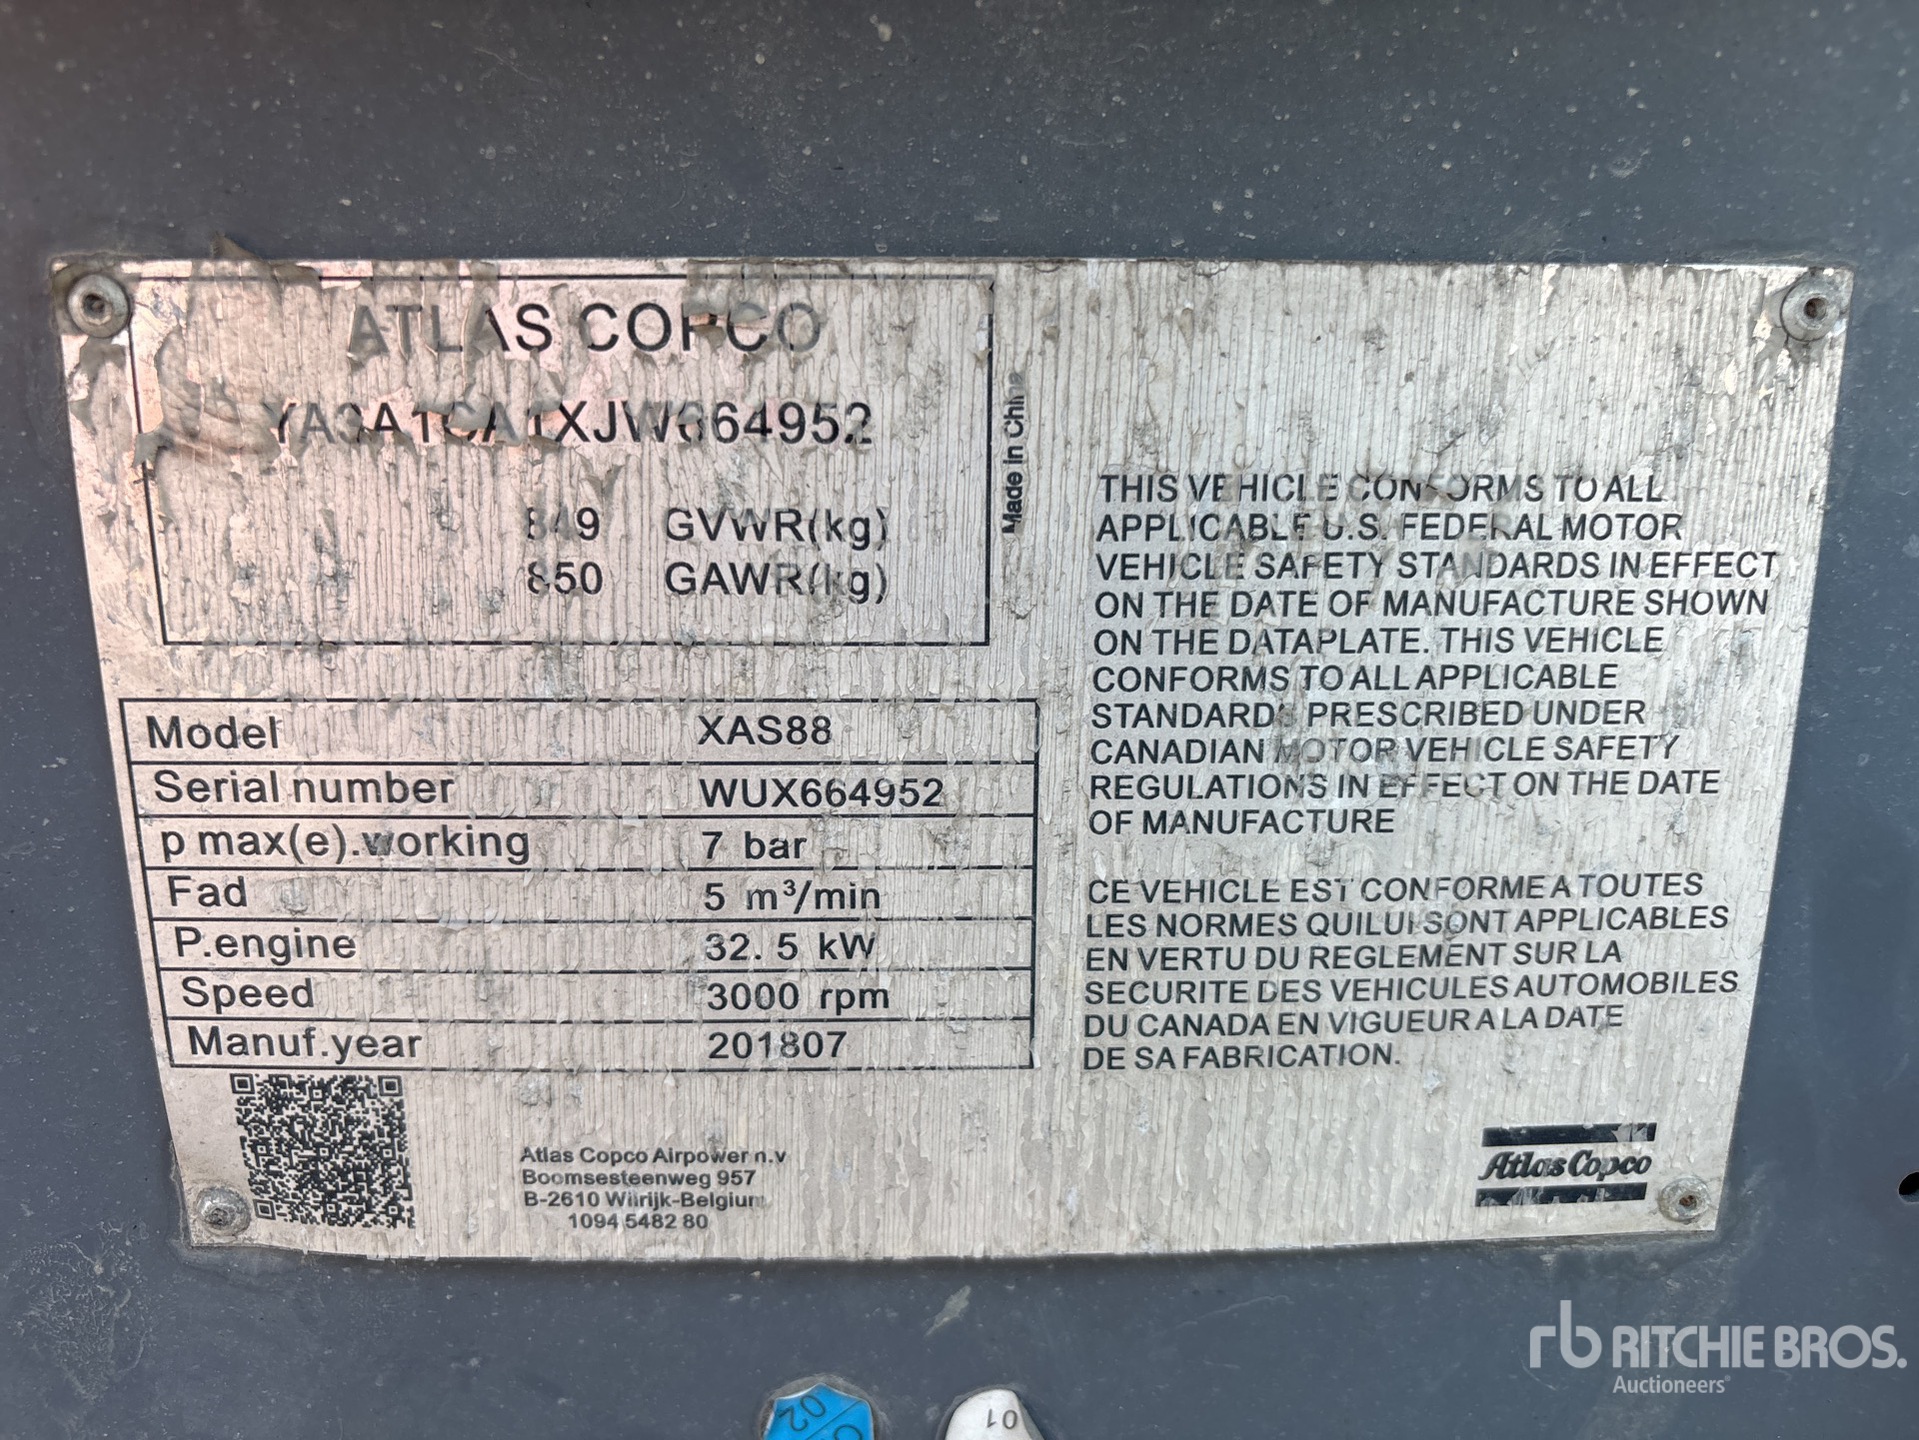 ATLAS COPCO
849 GVWR(kg)
850 GAWR(kg)
Made in China
Model XAS88
Serial number WUX664952
p max(e).working 7 bar
Fad 5 m³/min
P.engine 32.5 kW
Speed 3000 rpm
Manuf.year 201807
Atlas Copco Airpower n.v
Boomsesteenweg 957
B-2610 Wilrijk-Belgium
1094 5482 80
THIS VEHICLE CONFORMS TO ALL
APPLICABLE U.S. FEDERAL MOTOR
VEHICLE SAFETY STANDARDS IN EFFECT
ON THE DATE OF MANUFACTURE SHOWN
ON THE DATAPLATE. THIS VEHICLE
CONFORMS TO ALL APPLICABLE
STANDARDS PRESCRIBED UNDER
CANADIAN MOTOR VEHICLE SAFETY
REGULATIONS IN EFFECT ON THE DATE
OF MANUFACTURE
CE VEHICLE EST CONFORME A TOUTES
LES NORMES QUI LUI SONT APPLICABLES
EN VERTU DU REGLEMENT SUR LA
SECURITE DES VEHICULES AUTOMOBILES
DU CANADA EN VIGUEUR A LA DATE
DE SA FABRICATION.
Atlas Copco
02
01
rb RITCHIE BROS.
Auctioneers